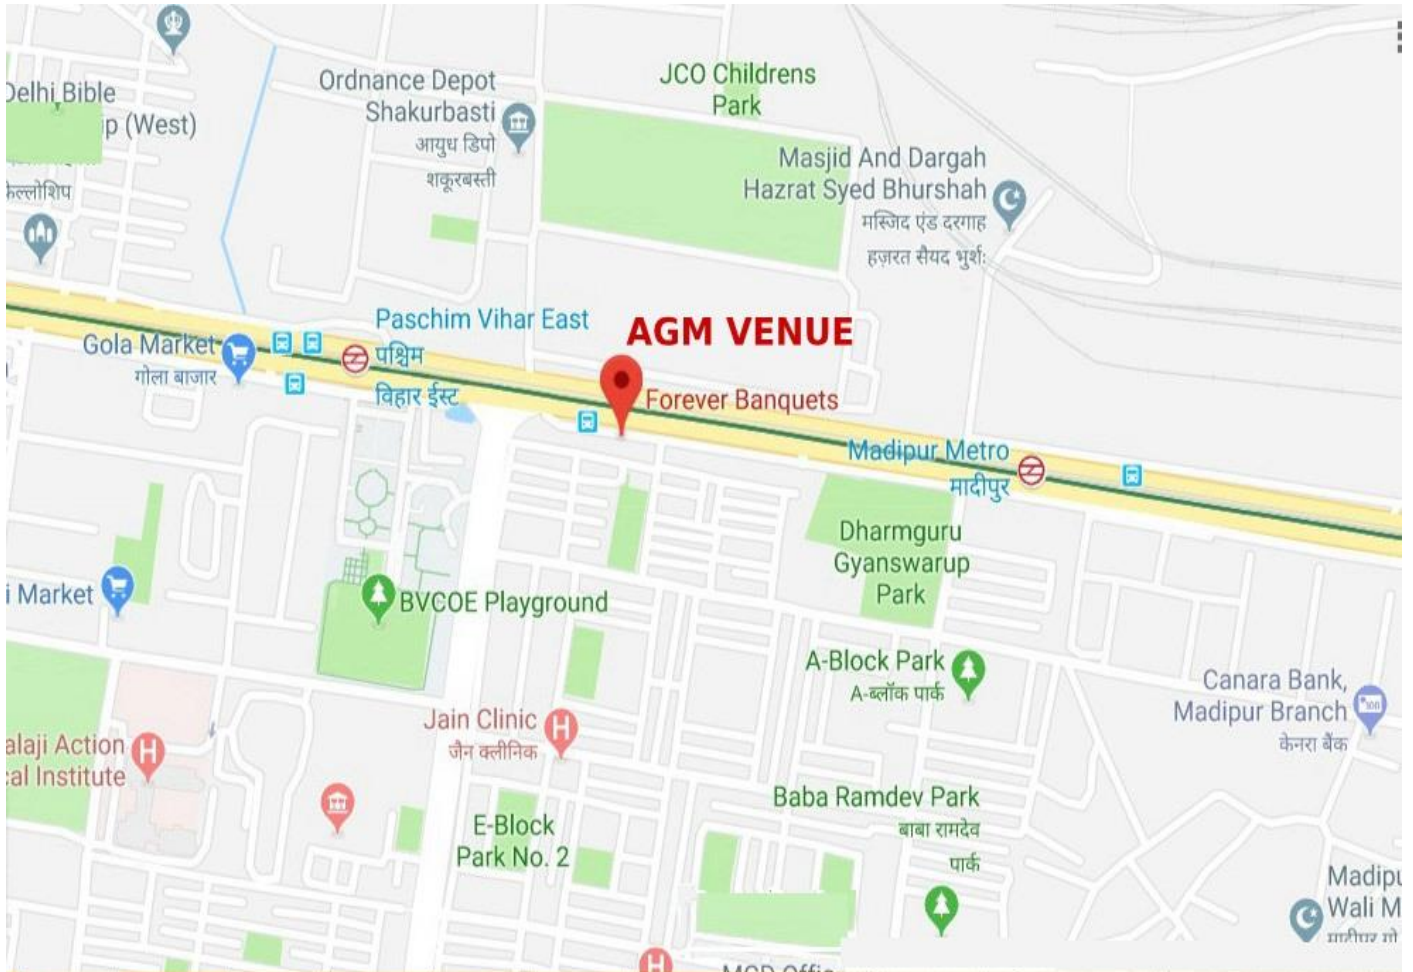 Delhi Bible
ip (West)
फेल्लोशिप
Ordnance Depot
Shakurbasti
आयुध डिपो
शकूरबस्ती
JCO Childrens
Park
Masjid And Dargah
Hazrat Syed Bhurshah
मस्जिद एंड दरगाह
हज़रत सैयद भुर्शः
Gola Market
गोला बाजार
Paschim Vihar East
पश्चिम
विहार ईस्ट
AGM VENUE
Forever Banquets
Madipur Metro
मादीपुर
Dharmguru
Gyanswarup
Park
i Market
BVCOE Playground
A-Block Park
A-ब्लॉक पार्क
Canara Bank,
Madipur Branch
केनरा बैंक
Jain Clinic
जैन क्लीनिक
alaji Action
cal Institute
E-Block
Park No. 2
Baba Ramdev Park
बाबा रामदेव
पार्क
Madipu
Wali M